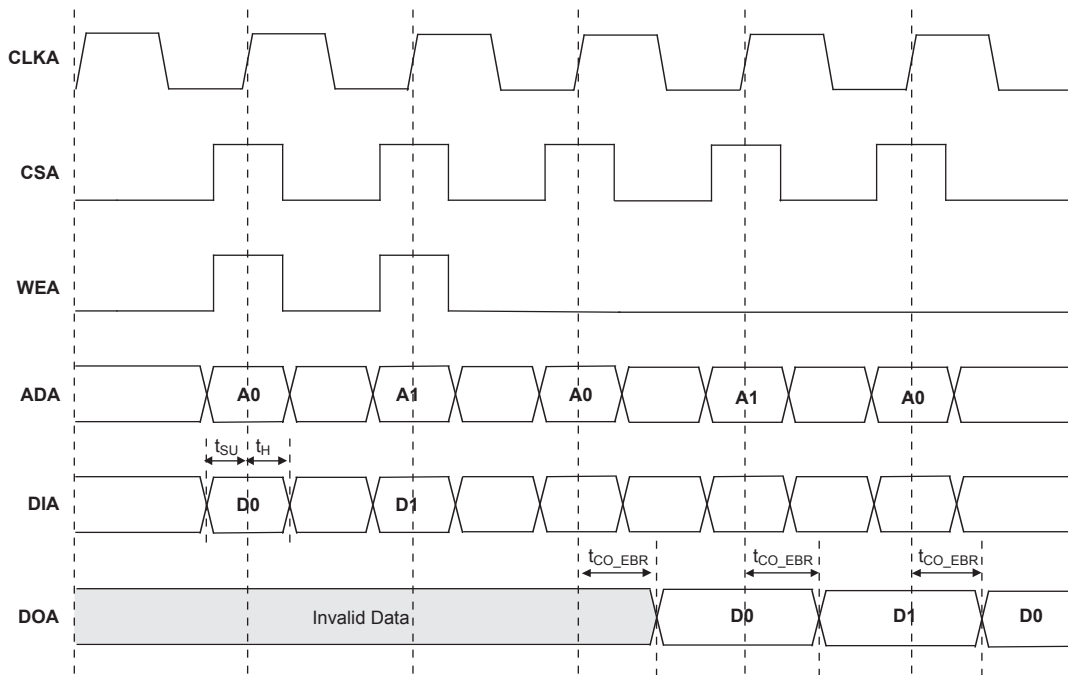 CLKA
CSA
WEA
ADA A0 A1 A0 A1 A0
tSU tH
DIA D0 D1
tCO_EBR tCO_EBR tCO_EBR
DOA Invalid Data D0 D1 D0